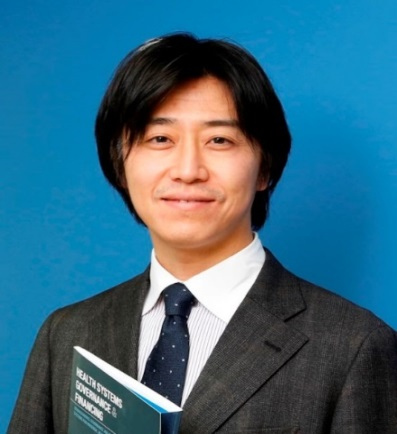 HEALTH SYSTEMS
GOVERNANCE &
FINANCING